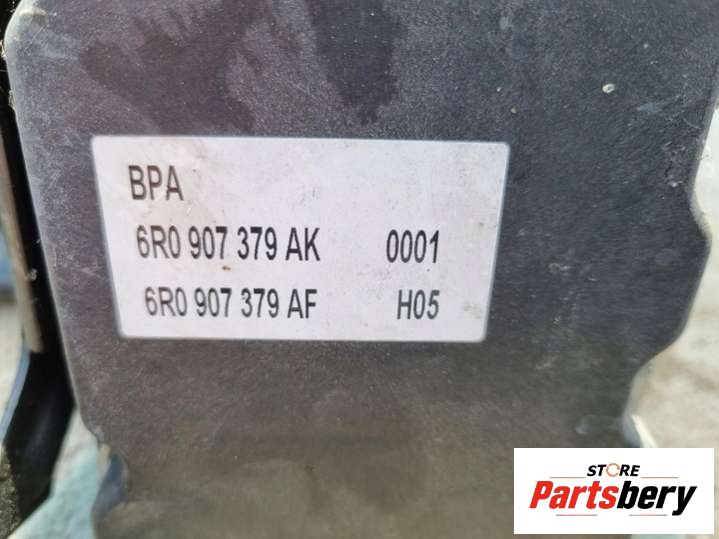 BPA
6R0 907 379 AK 0001
6R0 907 379 AF H05
STORE
Partsbery